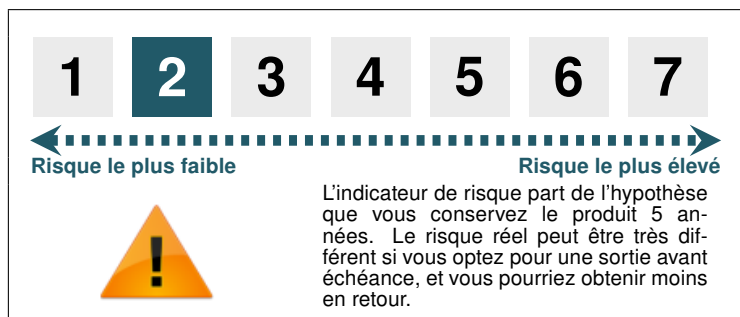 1 2 3 4 5 6 7
Risque le plus faible Risque le plus élevé
L'indicateur de risque part de l'hypothèse
que vous conservez le produit 5 an-
nées. Le risque réel peut être très dif-
férent si vous optez pour une sortie avant
échéance, et vous pourriez obtenir moins
en retour.